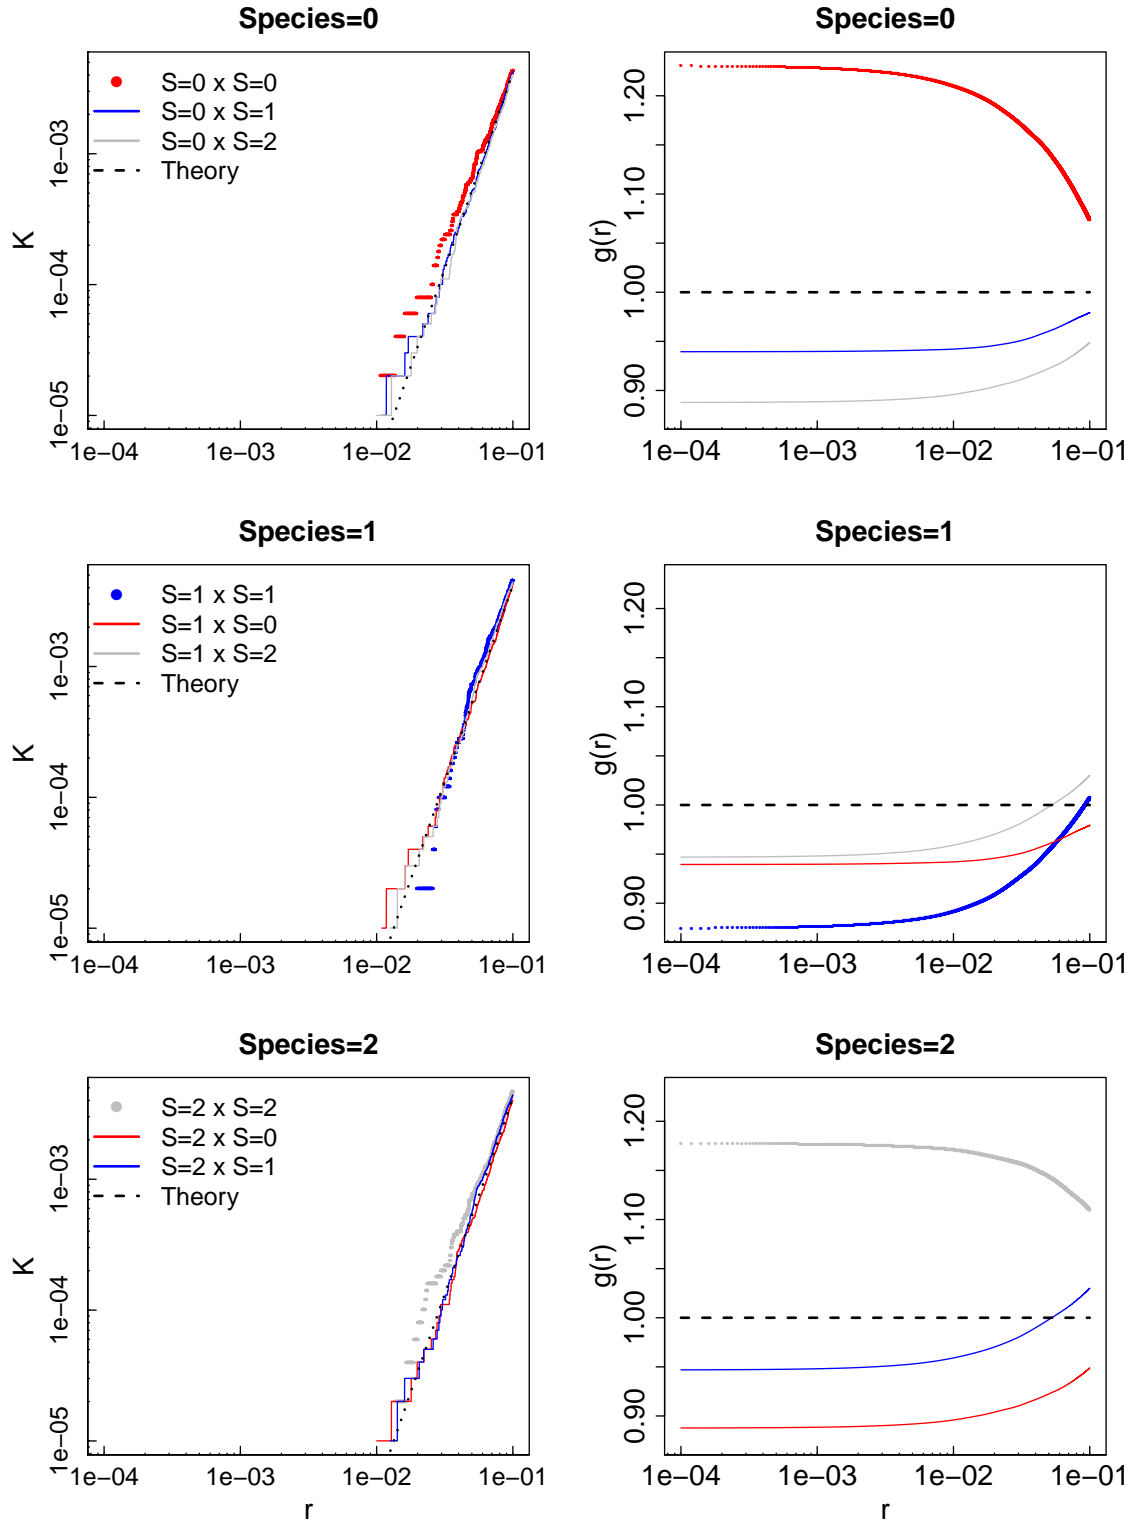 Species=0
K
1e−05 1e−04 1e−03
S=0 x S=0
S=0 x S=1
S=0 x S=2
Theory
1e−04 1e−03 1e−02 1e−01
Species=0
g(r)
0.90 1.00 1.10 1.20
1e−04 1e−03 1e−02 1e−01
Species=1
K
1e−05 1e−04 1e−03
S=1 x S=1
S=1 x S=0
S=1 x S=2
Theory
1e−04 1e−03 1e−02 1e−01
Species=1
g(r)
0.90 1.00 1.10 1.20
1e−04 1e−03 1e−02 1e−01
Species=2
K
1e−05 1e−04 1e−03
S=2 x S=2
S=2 x S=0
S=2 x S=1
Theory
1e−04 1e−03 1e−02 1e−01
r
Species=2
g(r)
0.90 1.00 1.10 1.20
1e−04 1e−03 1e−02 1e−01
r